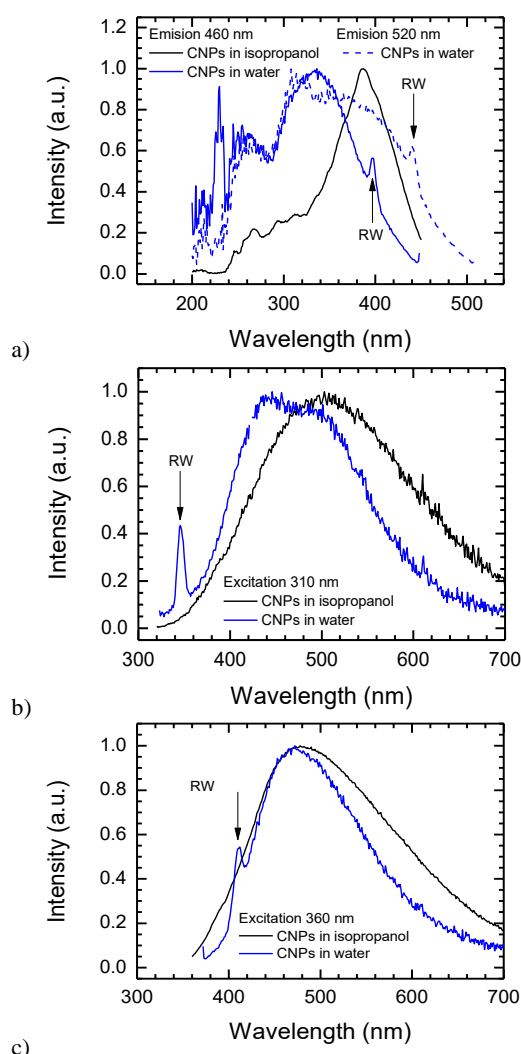 Emision 460 nm Emision 520 nm
CNPs in isopropanol CNPs in water
CNPs in water
RW
RW
Intensity (a.u.)
1.0
0.8
0.6
0.4
0.2
0.0
200 300 400 500
Wavelength (nm)
a)
RW
Intensity (a.u.)
1.0
0.8
0.6
0.4
0.2
0.0
Excitation 310 nm
CNPs in isopropanol
CNPs in water
300 400 500 600 700
Wavelength (nm)
b)
RW
Intensity (a.u.)
1.0
0.8
0.6
0.4
0.2
0.0
Excitation 360 nm
CNPs in isopropanol
CNPs in water
300 400 500 600 700
Wavelength (nm)
c)